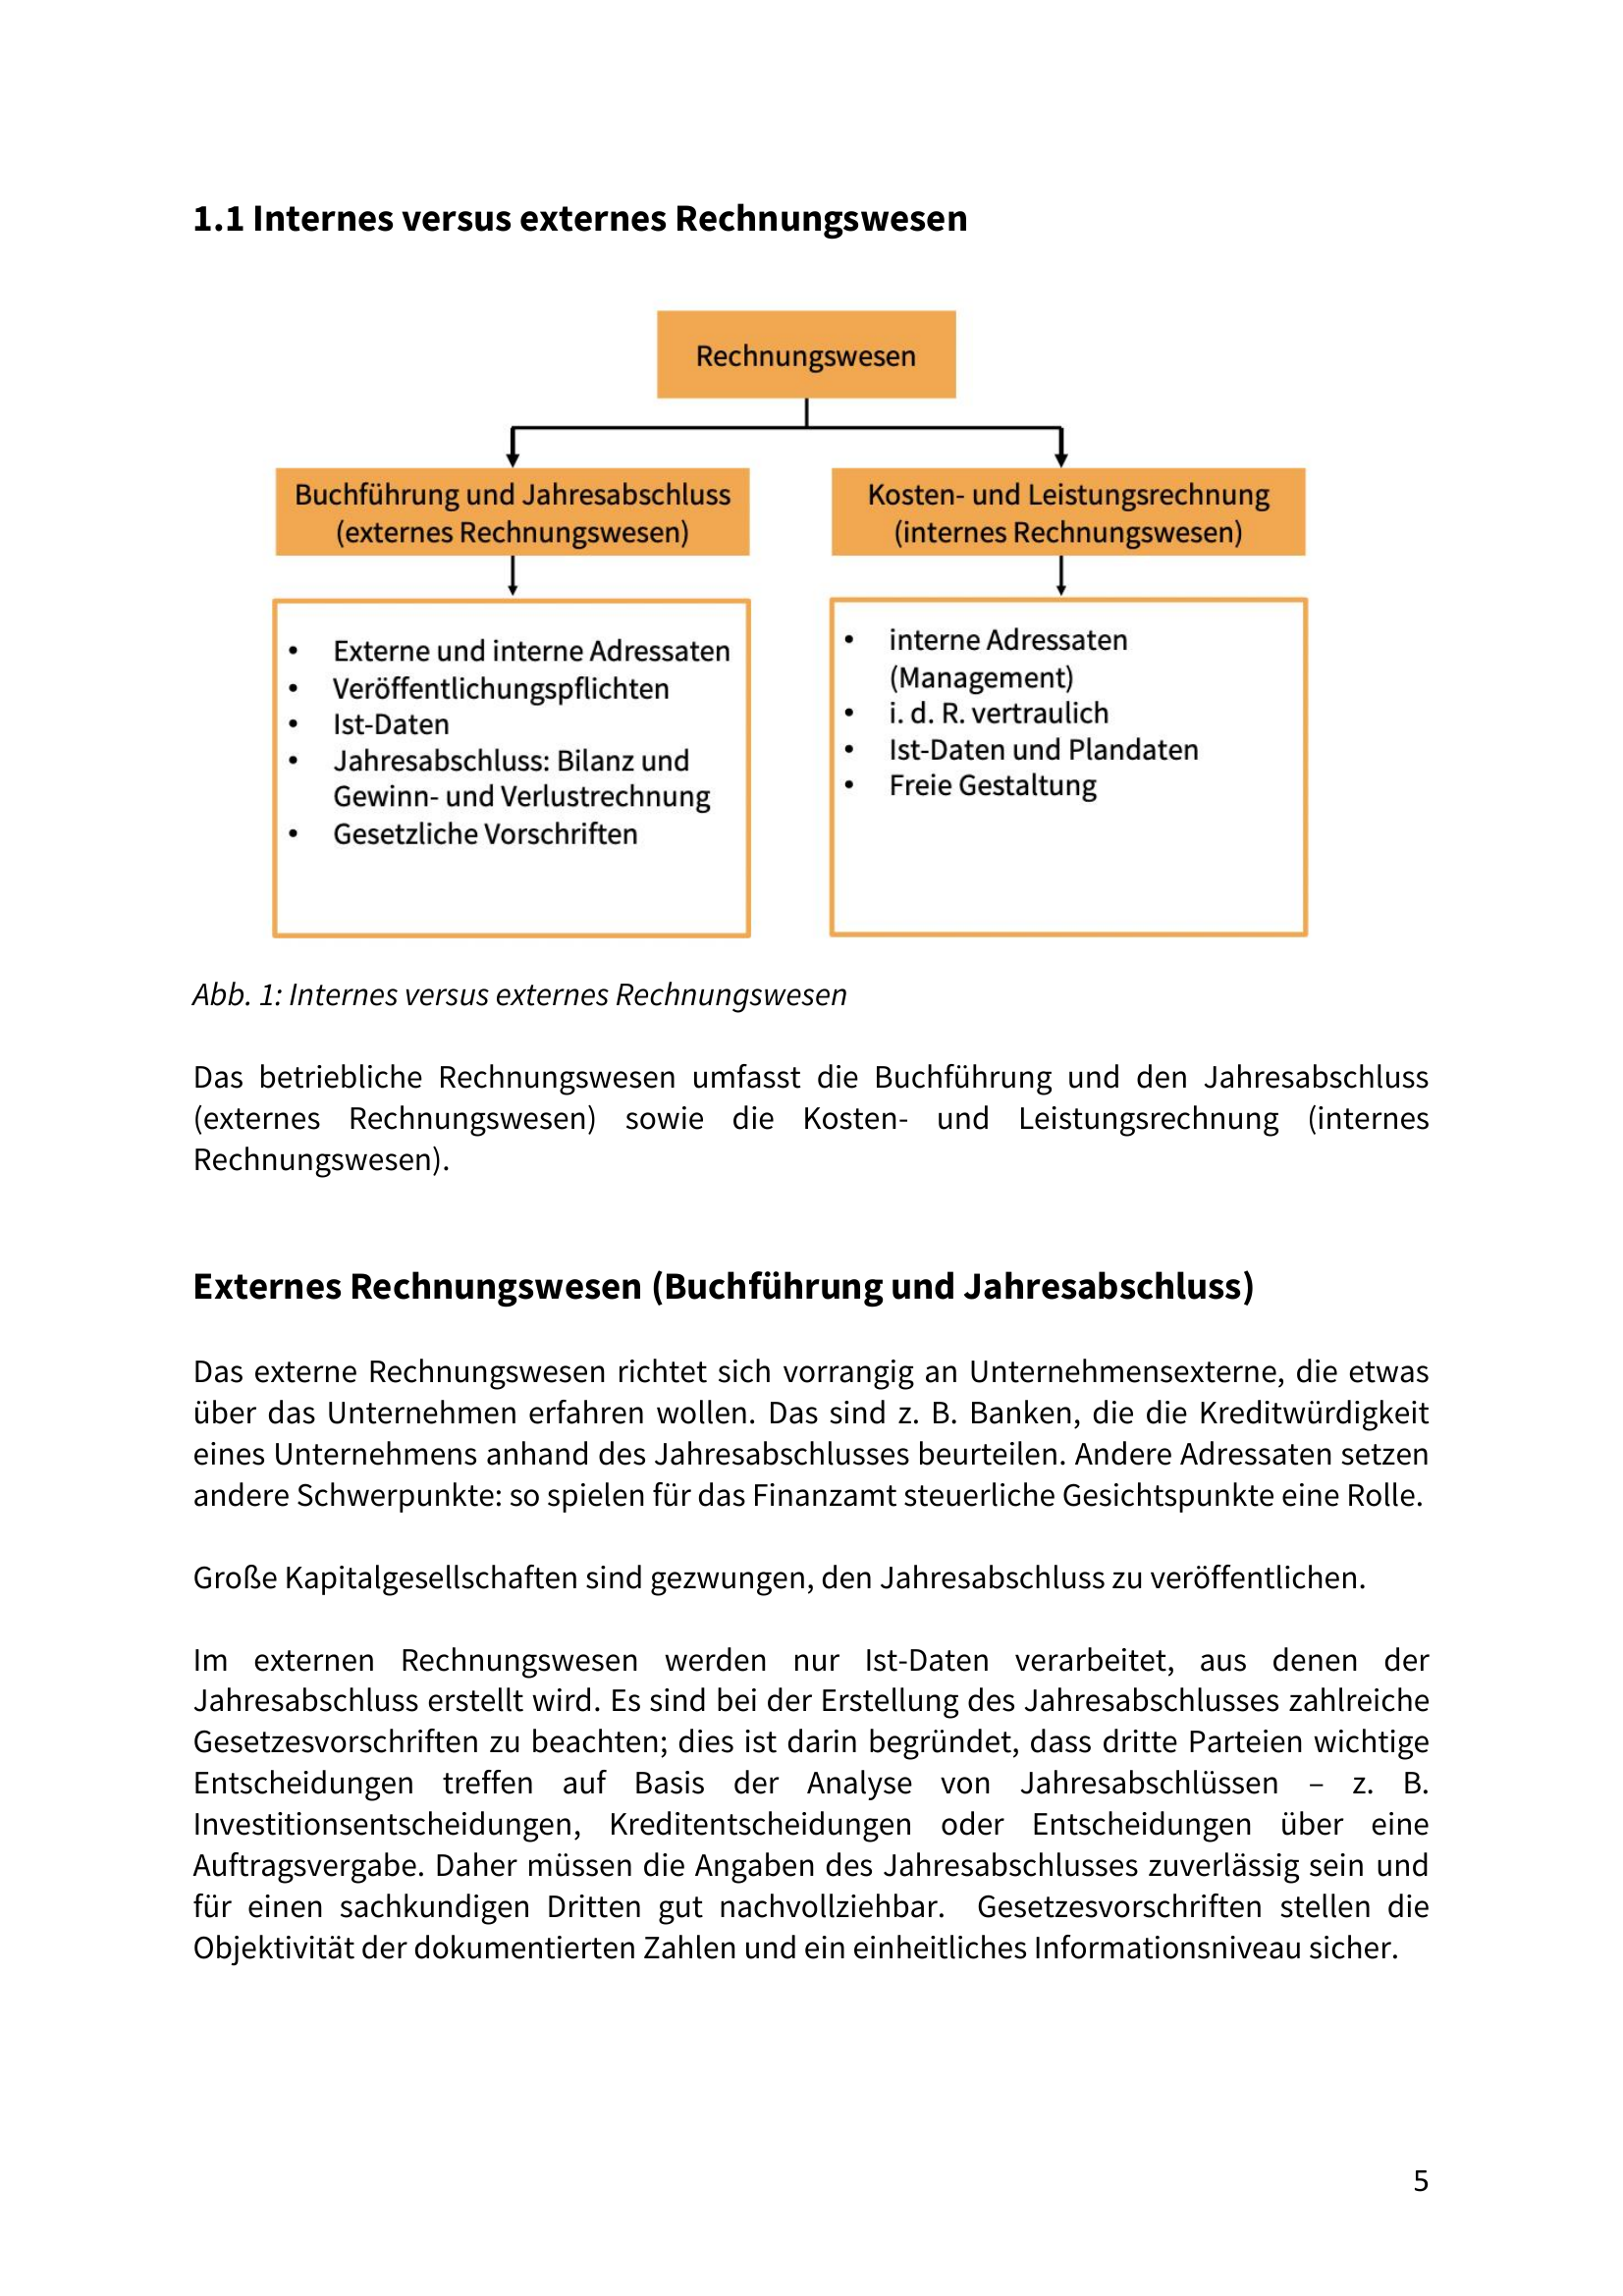 1.1 Internes versus externes Rechnungswesen
Rechnungswesen
Buchführung und Jahresabschluss
(externes Rechnungswesen)
• Externe und interne Adressaten
• Veröffentlichungspflichten
• Ist-Daten
• Jahresabschluss: Bilanz und
Gewinn- und Verlustrechnung
• Gesetzliche Vorschriften
Kosten- und Leistungsrechnung
(internes Rechnungswesen)
• interne Adressaten
(Management)
• i. d. R. vertraulich
• Ist-Daten und Plandaten
• Freie Gestaltung
Abb. 1: Internes versus externes Rechnungswesen
Das betriebliche Rechnungswesen umfasst die Buchführung und den Jahresabschluss
(externes Rechnungswesen) sowie die Kosten- und Leistungsrechnung (internes
Rechnungswesen).
Externes Rechnungswesen (Buchführung und Jahresabschluss)
Das externe Rechnungswesen richtet sich vorrangig an Unternehmensexterne, die etwas
über das Unternehmen erfahren wollen. Das sind z. B. Banken, die die Kreditwürdigkeit
eines Unternehmens anhand des Jahresabschlusses beurteilen. Andere Adressaten setzen
andere Schwerpunkte: so spielen für das Finanzamt steuerliche Gesichtspunkte eine Rolle.
Große Kapitalgesellschaften sind gezwungen, den Jahresabschluss zu veröffentlichen.
Im externen Rechnungswesen werden nur Ist-Daten verarbeitet, aus denen der
Jahresabschluss erstellt wird. Es sind bei der Erstellung des Jahresabschlusses zahlreiche
Gesetzesvorschriften zu beachten; dies ist darin begründet, dass dritte Parteien wichtige
Entscheidungen treffen auf Basis der Analyse von Jahresabschlüssen – z. B.
Investitionsentscheidungen, Kreditentscheidungen oder Entscheidungen über eine
Auftragsvergabe. Daher müssen die Angaben des Jahresabschlusses zuverlässig sein und
für einen sachkundigen Dritten gut nachvollziehbar. Gesetzesvorschriften stellen die
Objektivität der dokumentierten Zahlen und ein einheitliches Informationsniveau sicher.
5